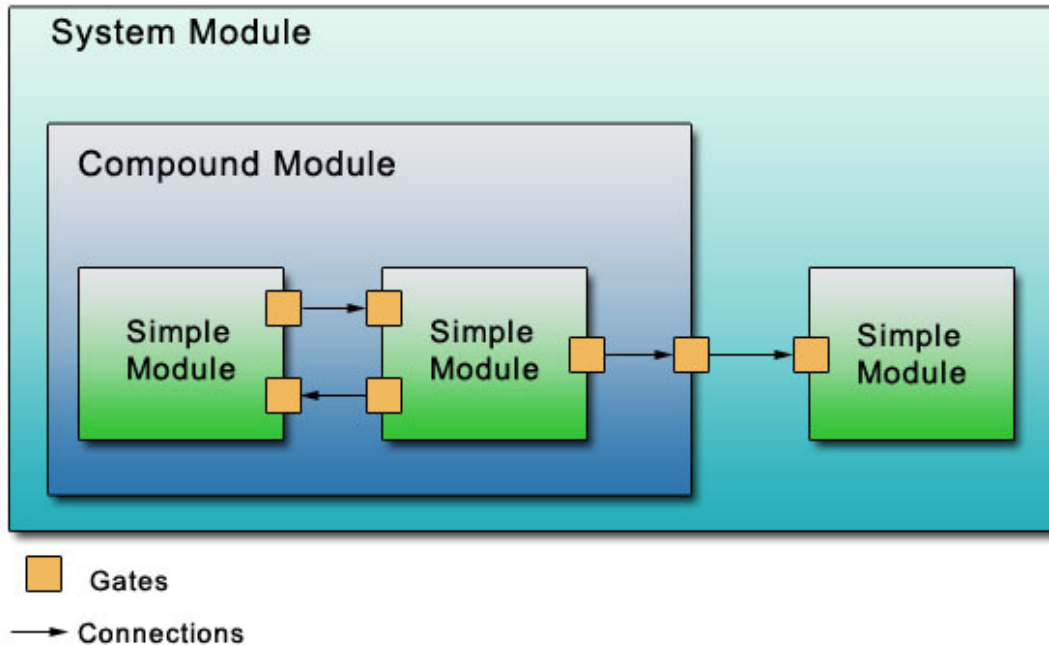 System Module
Compound Module
Simple
Module
Simple
Module
Simple
Module
Gates
Connections